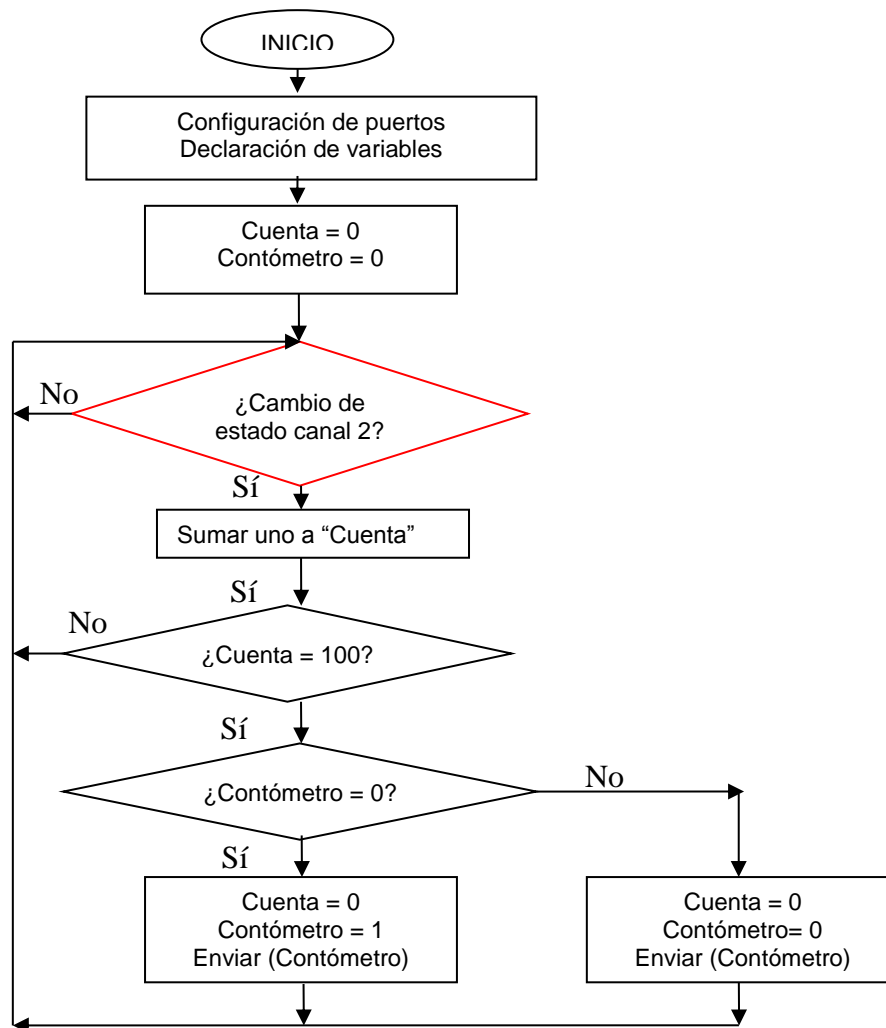 INICIO
Configuración de puertos
Declaración de variables
Cuenta = 0
Contómetro = 0
No
¿Cambio de
estado canal 2?
Sí
Sumar uno a “Cuenta”
Sí
No
¿Cuenta = 100?
Sí
¿Contómetro = 0?
No
Sí
Cuenta = 0
Contómetro = 1
Enviar (Contómetro)
Cuenta = 0
Contómetro= 0
Enviar (Contómetro)